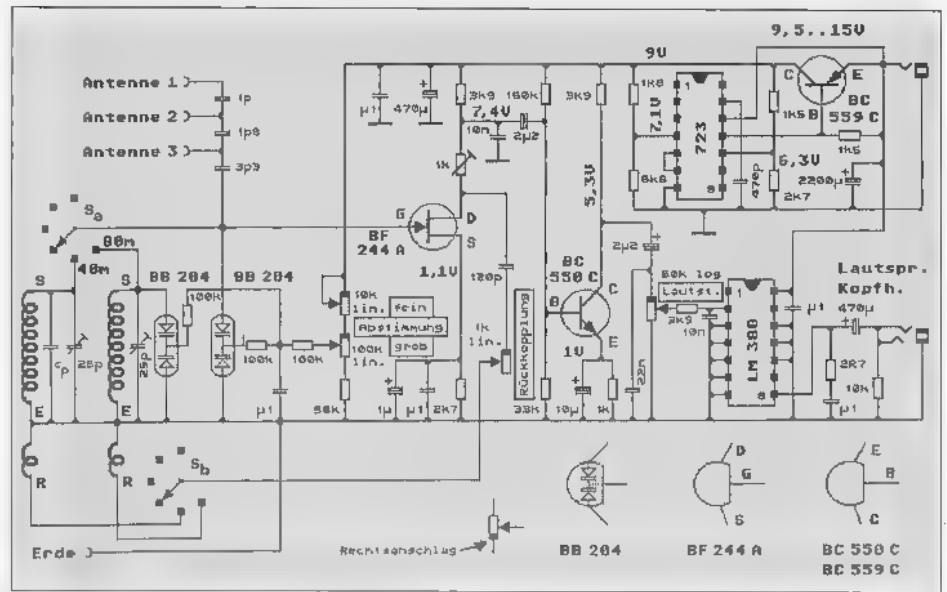 9,5..15V
9V
Antenne 1
1p
Antenne 2
1p8
Antenne 3
3p9
µ1
470µ
3K9
7,4V
160k
10n
2µ2
3K9
1K8
7,1V
6k8
1
723
8
470p
C
E
B
BC
559 C
1K5
1K5
6,3V
2K7
2200µ
1k
G
D
S
BF
244 A
1,1V
120p
5,3V
2µ2
Sa
80m
40m
S
S
BB 204
BB 204
100k
25p
25p
E
E
100k
100k
µ1
10k
lin.
fein
Abstimmung
100K
lin.
grob
56k
1µ
µ1
2k7
1k
lin.
Rückkopplung
33k
BC
550 C
B
C
E
1V
10µ
1k
22n
50K log
Lautst.
3K9
10n
1
LM 380
8
µ1
Lautspr.
Kopfh.
470µ
2R7
µ1
10k
R
R
Sb
Erde
Rechtsanschlag
BB 204
D
G
S
BF 244 A
E
B
C
BC 550 C
BC 559 C